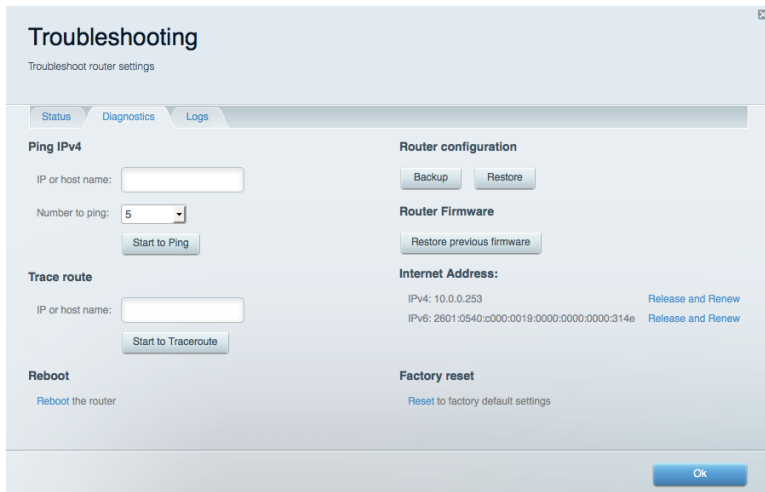 Troubleshooting
Troubleshoot router settings
Status Diagnostics Logs
Ping IPv4
IP or host name:
Number to ping: 5
Start to Ping
Trace route
IP or host name:
Start to Traceroute
Reboot
Reboot the router
Router configuration
Backup Restore
Router Firmware
Restore previous firmware
Internet Address:
IPv4: 10.0.0.253 Release and Renew
IPv6: 2601:0540:c000:0019:0000:0000:0000:314e Release and Renew
Factory reset
Reset to factory default settings
Ok